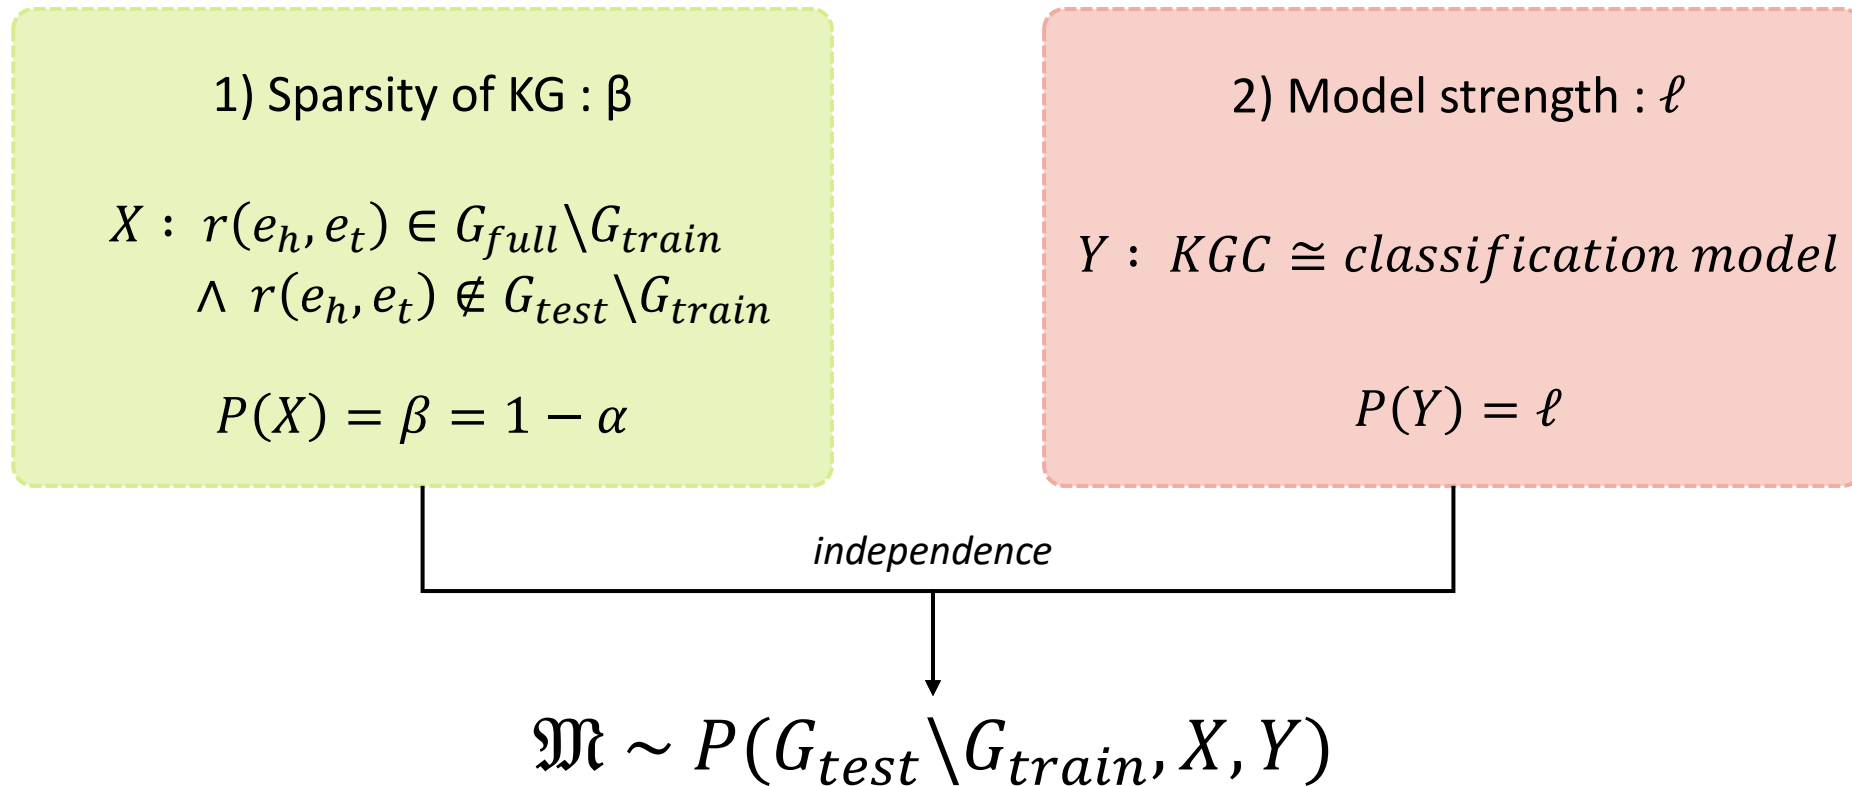 1) Sparsity of KG : β
X : r(e_h, e_t) ∈ G_full\G_train
∧ r(e_h, e_t) ∉ G_test\G_train
P(X) = β = 1 − α
2) Model strength : ℓ
Y : KGC ≅ classification model
P(Y) = ℓ
independence
𝔐 ~ P(G_test\G_train, X, Y)